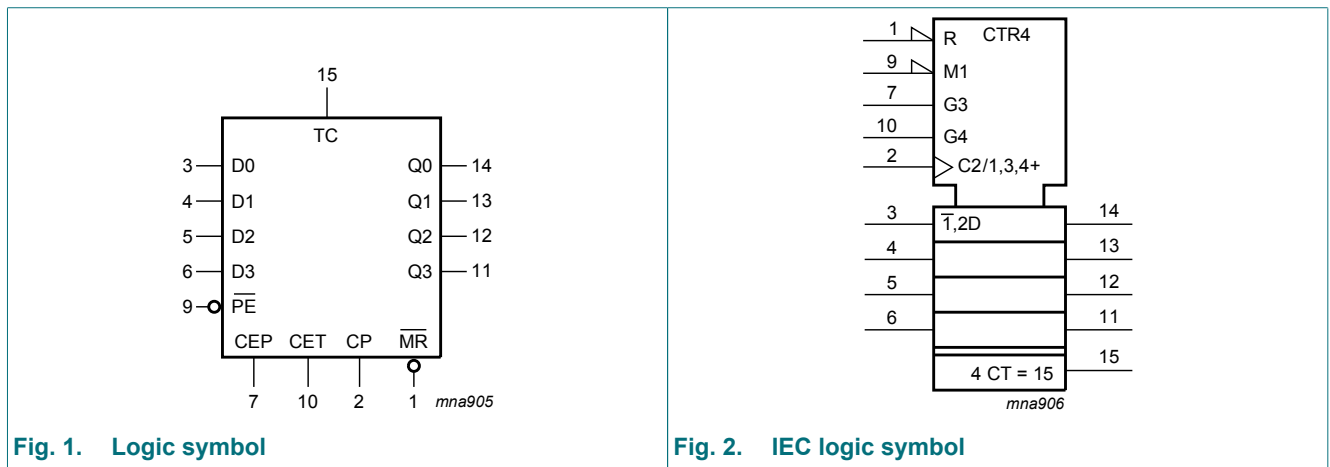 15
TC
3 D0 Q0 14
4 D1 Q1 13
5 D2 Q2 12
6 D3 Q3 11
9 P̅E̅
CEP CET CP M̅R̅
7 10 2 1 mna905
Fig. 1. Logic symbol
1 R CTR4
9 M1
7 G3
10 G4
2 C2/1,3,4+
3 1̅,2D 14
4 13
5 12
6 11
4 CT = 15 15
mna906
Fig. 2. IEC logic symbol